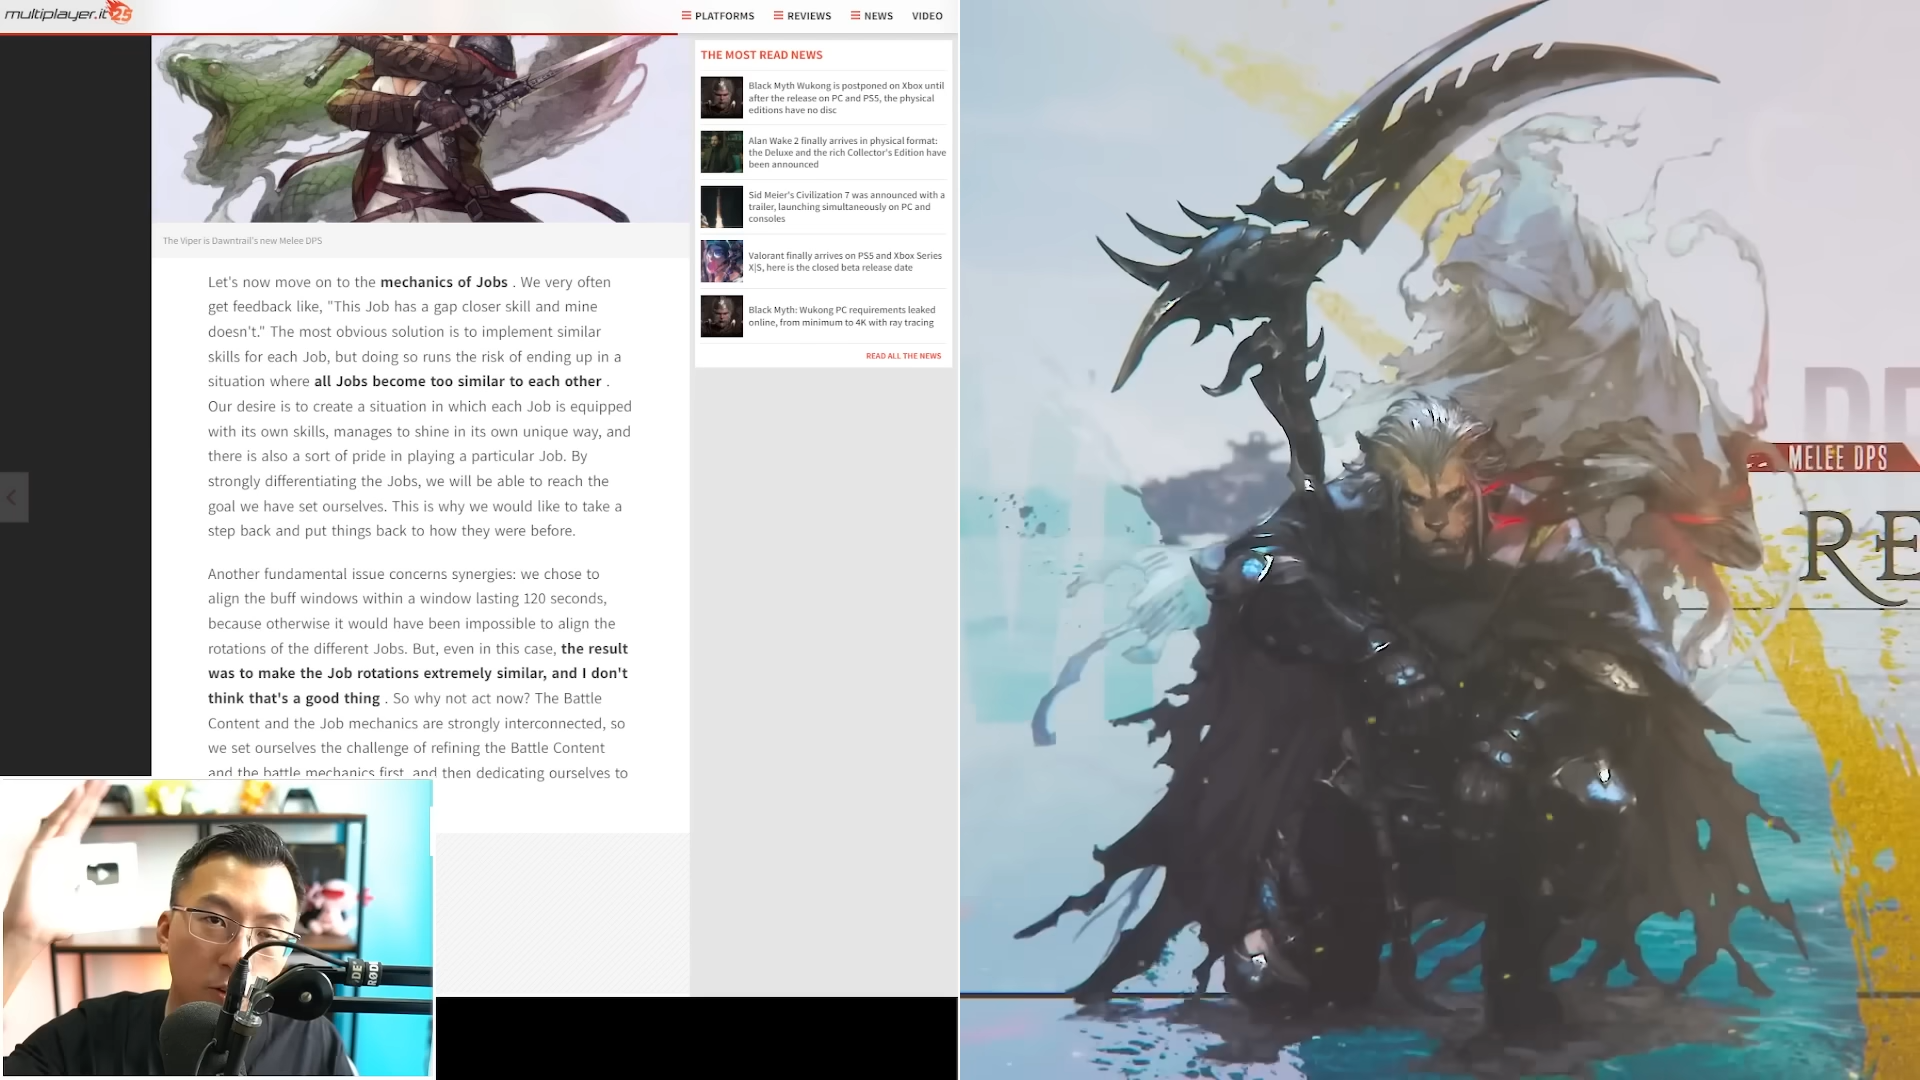 multiplayer.it 25
PLATFORMS
REVIEWS
NEWS
VIDEO
The Viper is Dawntrail's new Melee DPS
Let's now move on to the mechanics of Jobs . We very often
get feedback like, "This Job has a gap closer skill and mine
doesn't." The most obvious solution is to implement similar
skills for each Job, but doing so runs the risk of ending up in a
situation where all Jobs become too similar to each other .
Our desire is to create a situation in which each Job is equipped
with its own skills, manages to shine in its own unique way, and
there is also a sort of pride in playing a particular Job. By
strongly differentiating the Jobs, we will be able to reach the
goal we have set ourselves. This is why we would like to take a
step back and put things back to how they were before.
Another fundamental issue concerns synergies: we chose to
align the buff windows within a window lasting 120 seconds,
because otherwise it would have been impossible to align the
rotations of the different Jobs. But, even in this case, the result
was to make the Job rotations extremely similar, and I don't
think that's a good thing . So why not act now? The Battle
Content and the Job mechanics are strongly interconnected, so
we set ourselves the challenge of refining the Battle Content
and the battle mechanics first, and then dedicating ourselves to
THE MOST READ NEWS
Black Myth Wukong is postponed on Xbox until
after the release on PC and PS5, the physical
editions have no disc
Alan Wake 2 finally arrives in physical format:
the Deluxe and the rich Collector's Edition have
been announced
Sid Meier's Civilization 7 was announced with a
trailer, launching simultaneously on PC and
consoles
Valorant finally arrives on PS5 and Xbox Series
X|S, here is the closed beta release date
Black Myth: Wukong PC requirements leaked
online, from minimum to 4K with ray tracing
READ ALL THE NEWS
MELEE DPS
RE
RØDE